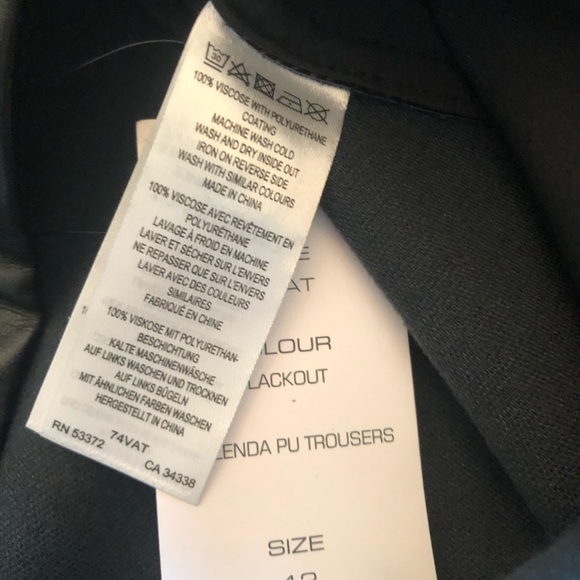 30
100% VISCOSE WITH POLYURETHANE
COATING
MACHINE WASH COLD
WASH AND DRY INSIDE OUT
IRON ON REVERSE SIDE
WASH WITH SIMILAR COLOURS
MADE IN CHINA
100% VISCOSE AVEC REVÊTEMENT EN
POLYURÉTHANE
LAVAGE À FROID EN MACHINE
LAVER ET SÉCHER SUR L'ENVERS
NE REPASSER QUE SUR L'ENVERS
LAVER AVEC DES COULEURS
SIMILAIRES
FABRIQUÉ EN CHINE
100% VISKOSE MIT POLYURETHAN-
BESCHICHTUNG
KALTE MASCHINENWÄSCHE
AUF LINKS WASCHEN UND TROCKNEN
AUF LINKS BÜGELN
MIT ÄHNLICHEN FARBEN WASCHEN
HERGESTELLT IN CHINA
RN 53372 74VAT CA 34338
E
AT
LOUR
LACKOUT
ENDA PU TROUSERS
SIZE